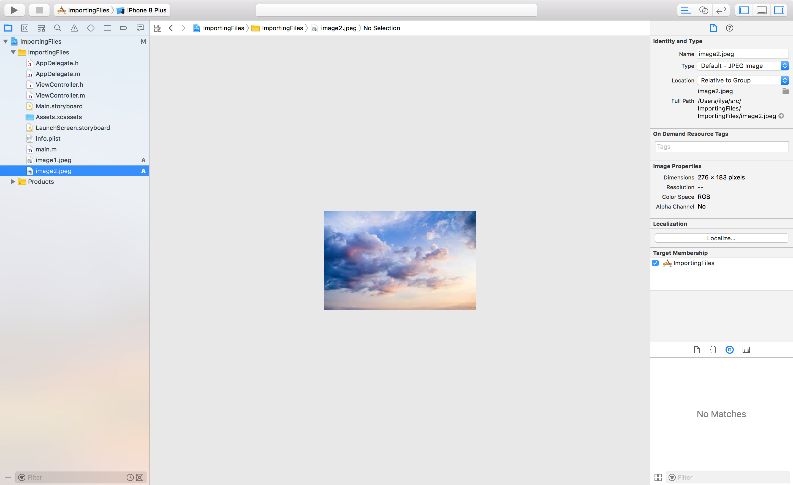 ImportingFiles iPhone 8 Plus
ImportingFiles ImportingFiles image2.jpeg No Selection
ImportingFiles M
ImportingFiles
AppDelegate.h
AppDelegate.m
ViewController.h
ViewController.m
Main.storyboard
Assets.xcassets
LaunchScreen.storyboard
Info.plist
main.m
image1.jpeg A
image2.jpeg A
Products
Filter
Identity and Type
Name image2.jpeg
Type Default - JPEG image
Location Relative to Group
image2.jpeg
Full Path /Users/ilya/src/
ImportingFiles/
ImportingFiles/image2.jpeg
On Demand Resource Tags
Tags
Image Properties
Dimensions 276 × 183 pixels
Resolution --
Color Space RGB
Alpha Channel No
Localization
Localize...
Target Membership
ImportingFiles
No Matches
Filter